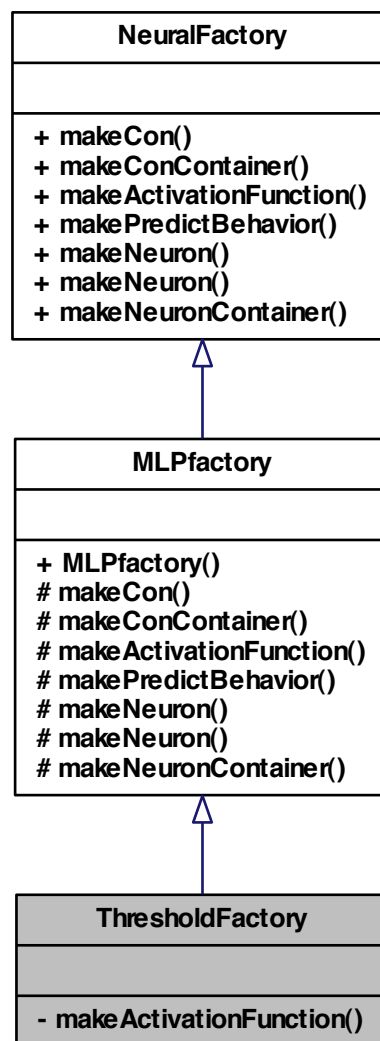 NeuralFactory
+ makeCon()
+ makeConContainer()
+ makeActivationFunction()
+ makePredictBehavior()
+ makeNeuron()
+ makeNeuron()
+ makeNeuronContainer()
MLPfactory
+ MLPfactory()
# makeCon()
# makeConContainer()
# makeActivationFunction()
# makePredictBehavior()
# makeNeuron()
# makeNeuron()
# makeNeuronContainer()
ThresholdFactory
- makeActivationFunction()